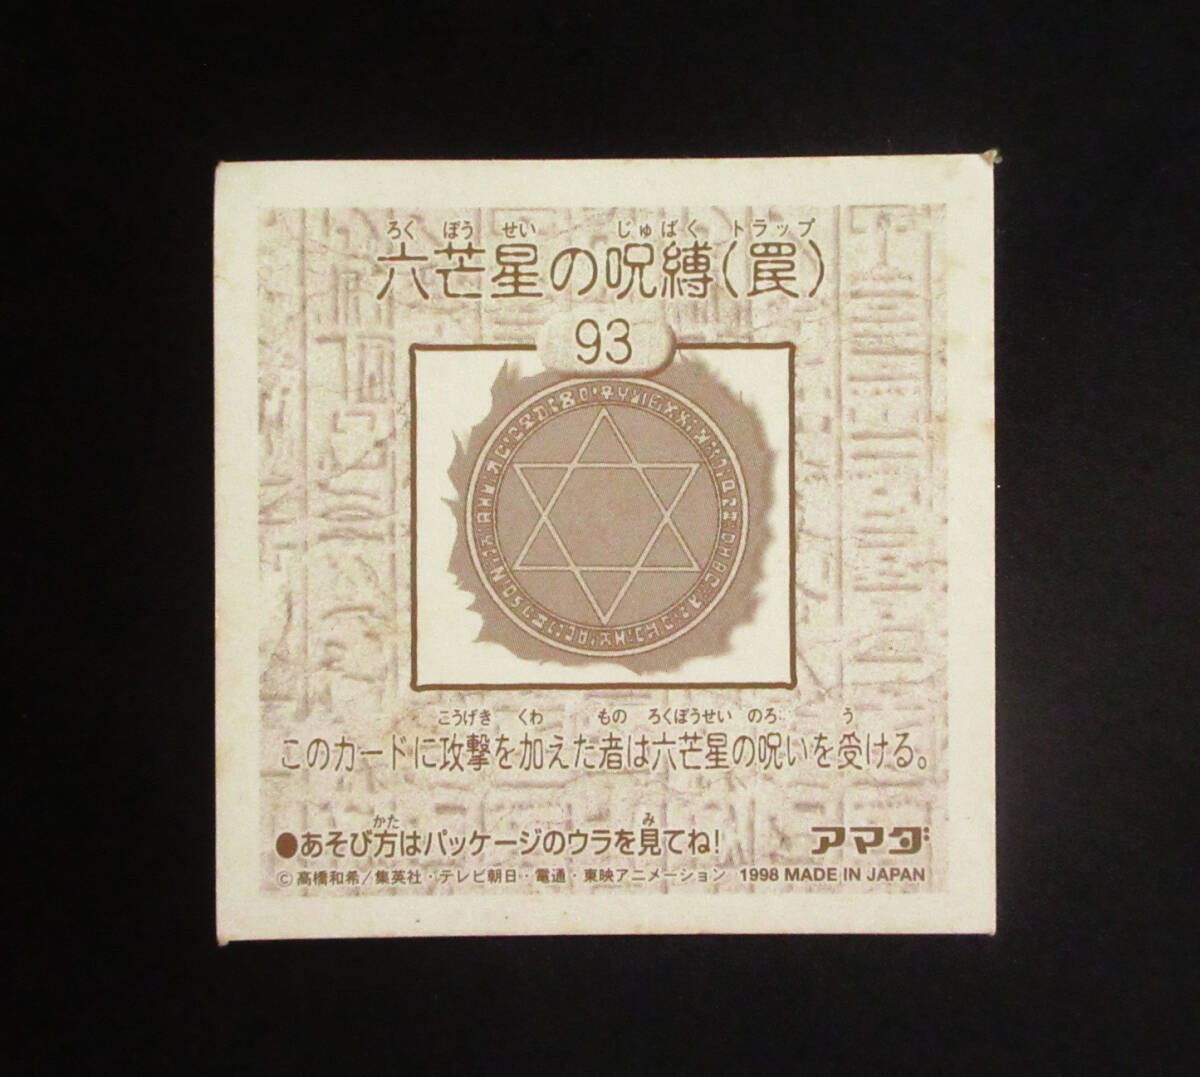 ろく ぼう せい じゅばく トラップ
六芒星の呪縛(罠)
93
こうげき くわ もの ろくぼうせい のろ う
このカードに攻撃を加えた者は六芒星の呪いを受ける。
かた み
●あそび方はパッケージのウラを見てね!
アマダ
©高橋和希/集英社・テレビ朝日・電通・東映アニメーション 1998 MADE IN JAPAN